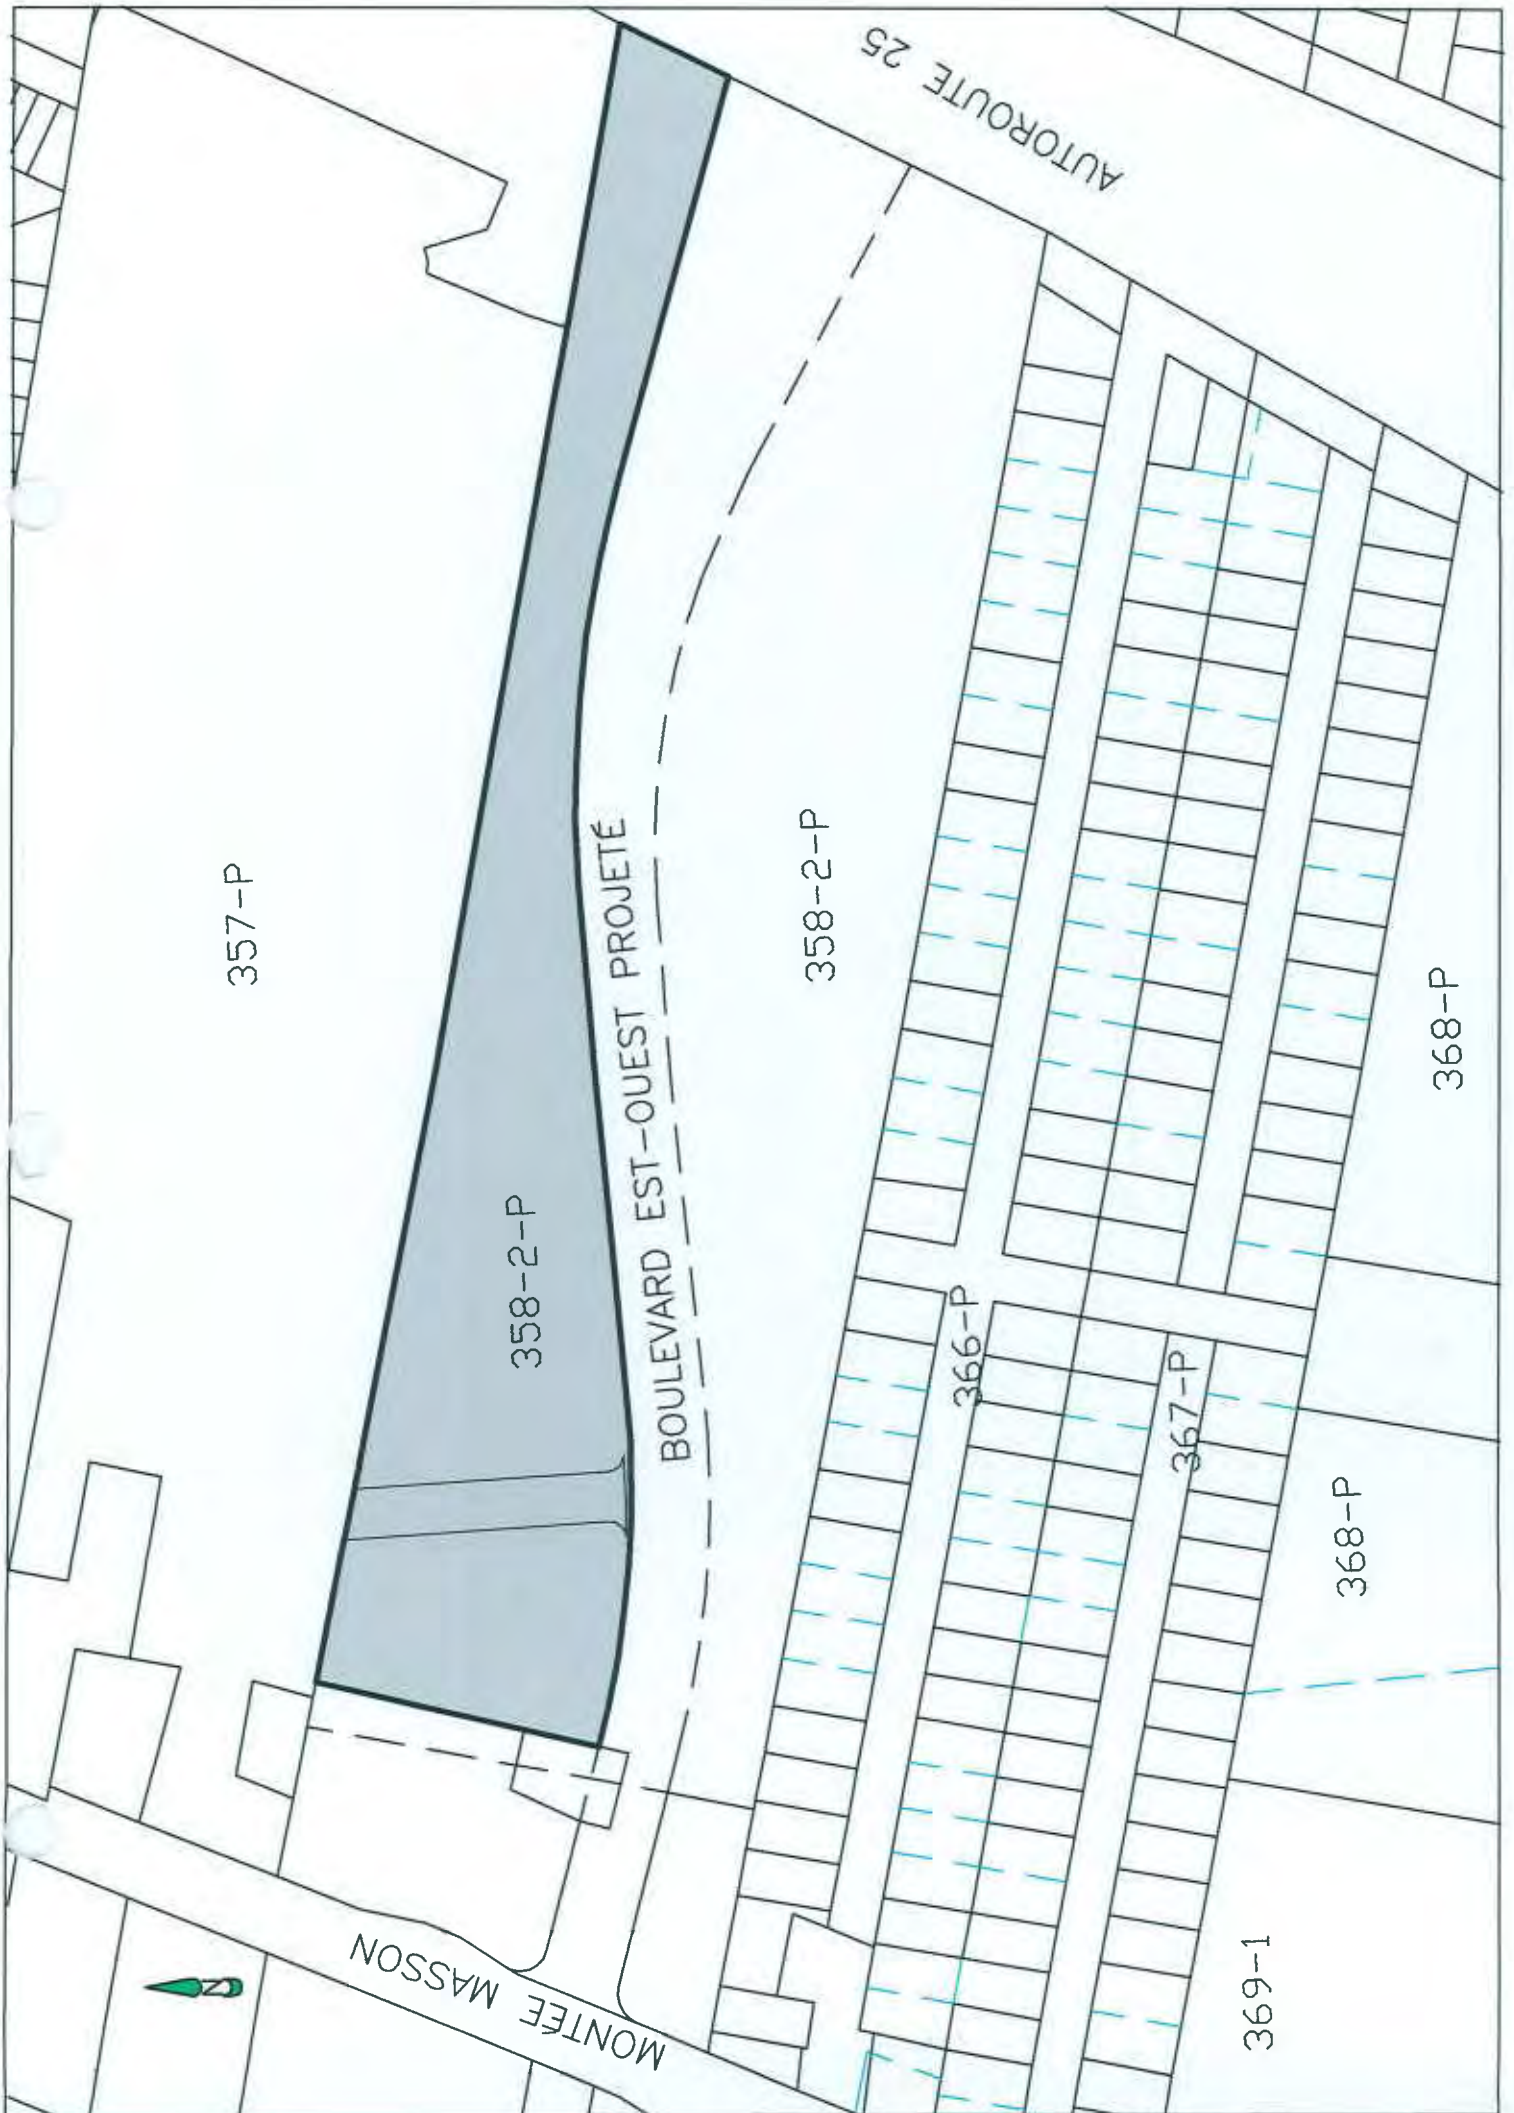 AUTOROUTE 25
357-P
358-2-P
BOULEVARD EST-OUEST PROJETÉ
358-2-P
368-P
366-P
367-P
368-P
MONTÉE MASSON
369-1
N